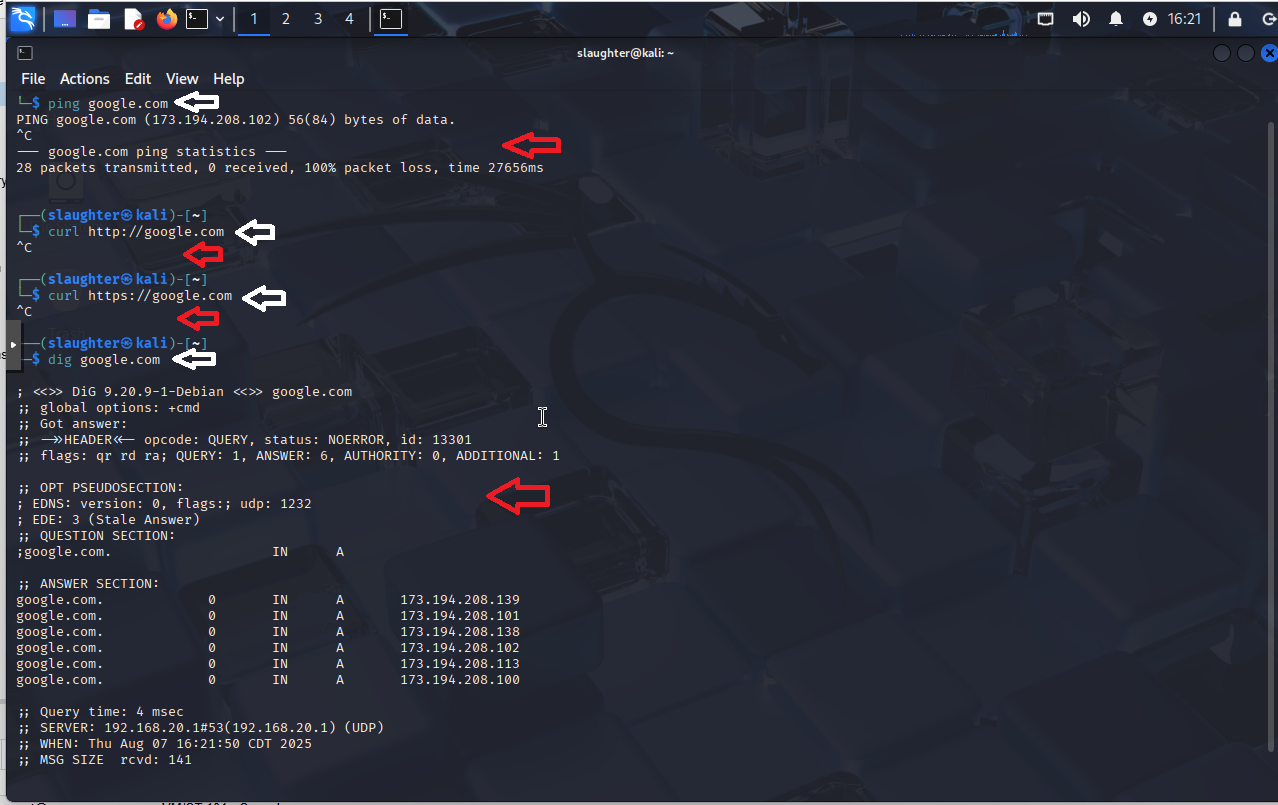 1 2 3 4 16:21
slaughter@kali: ~
File Actions Edit View Help
└─$ ping google.com
PING google.com (173.194.208.102) 56(84) bytes of data.
^C
--- google.com ping statistics ---
28 packets transmitted, 0 received, 100% packet loss, time 27656ms
┌──(slaughter㉿kali)-[~]
└─$ curl http://google.com
^C
┌──(slaughter㉿kali)-[~]
└─$ curl https://google.com
^C
──(slaughter㉿kali)-[~]
─$ dig google.com
; <<>> DiG 9.20.9-1-Debian <<>> google.com
;; global options: +cmd
;; Got answer:
;; ->>HEADER<<- opcode: QUERY, status: NOERROR, id: 13301
;; flags: qr rd ra; QUERY: 1, ANSWER: 6, AUTHORITY: 0, ADDITIONAL: 1
;; OPT PSEUDOSECTION:
; EDNS: version: 0, flags:; udp: 1232
; EDE: 3 (Stale Answer)
;; QUESTION SECTION:
;google.com. IN A
;; ANSWER SECTION:
google.com. 0 IN A 173.194.208.139
google.com. 0 IN A 173.194.208.101
google.com. 0 IN A 173.194.208.138
google.com. 0 IN A 173.194.208.102
google.com. 0 IN A 173.194.208.113
google.com. 0 IN A 173.194.208.100
;; Query time: 4 msec
;; SERVER: 192.168.20.1#53(192.168.20.1) (UDP)
;; WHEN: Thu Aug 07 16:21:50 CDT 2025
;; MSG SIZE rcvd: 141